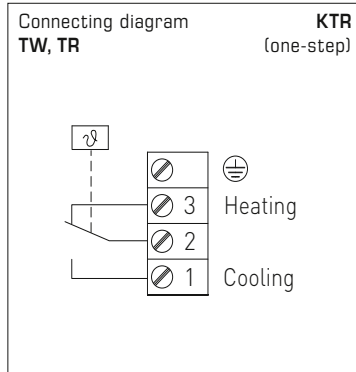 Connecting diagram KTR
TW, TR (one-step)
ϑ
3 Heating
2
1 Cooling